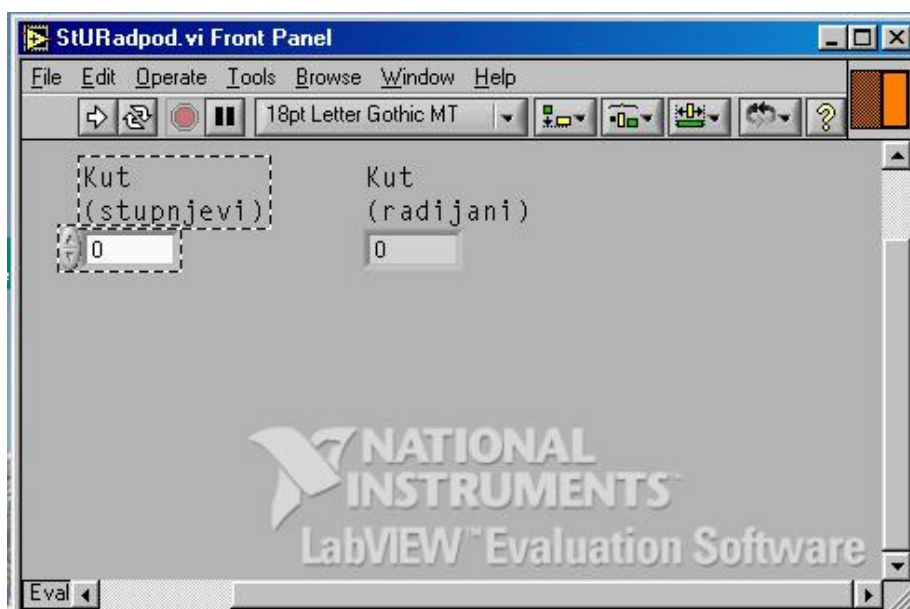 StURadpod.vi Front Panel
File Edit Operate Tools Browse Window Help
18pt Letter Gothic MT
Kut
(stupnjevi)
0
Kut
(radijani)
0
NATIONAL
INSTRUMENTS
LabVIEW™ Evaluation Software
Eval